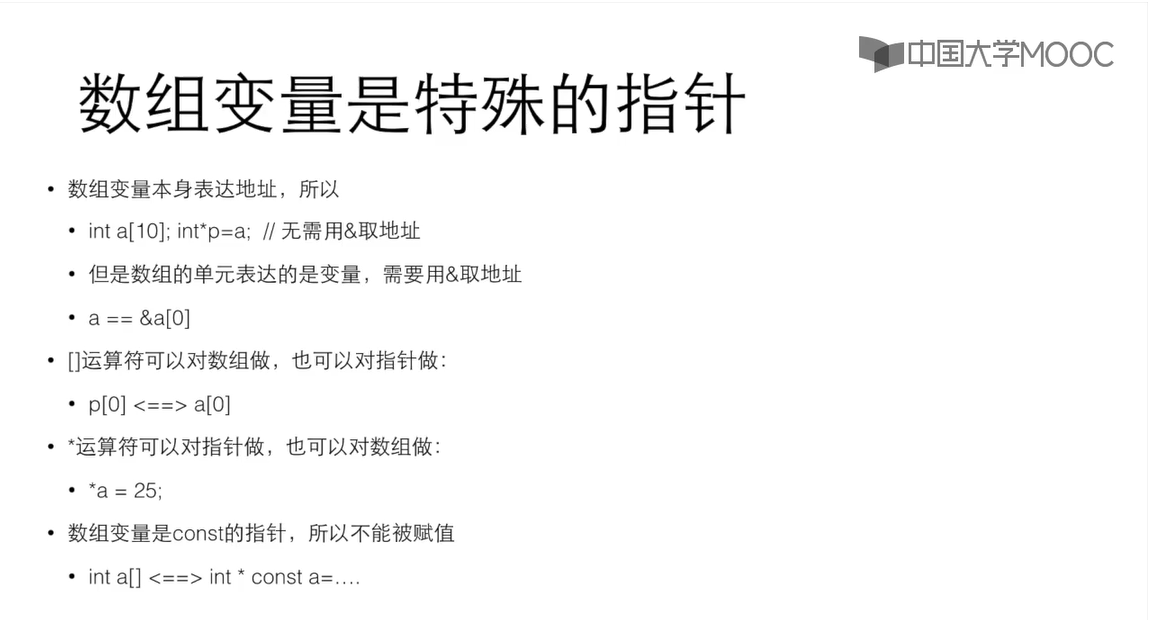 中国大学MOOC
数组变量是特殊的指针
• 数组变量本身表达地址，所以
• int a[10]; int*p=a; // 无需用&取地址
• 但是数组的单元表达的是变量，需要用&取地址
• a == &a[0]
• []运算符可以对数组做，也可以对指针做：
• p[0] <==> a[0]
• *运算符可以对指针做，也可以对数组做：
• *a = 25;
• 数组变量是const的指针，所以不能被赋值
• int a[] <==> int * const a=….